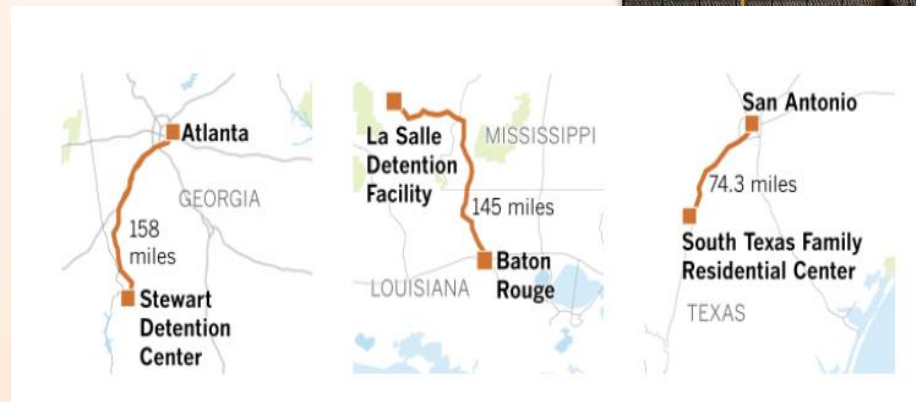 Atlanta
GEORGIA
158
miles
Stewart
Detention
Center
La Salle
Detention
Facility
MISSISSIPPI
145 miles
LOUISIANA
Baton
Rouge
San Antonio
74.3 miles
South Texas Family
Residential Center
TEXAS